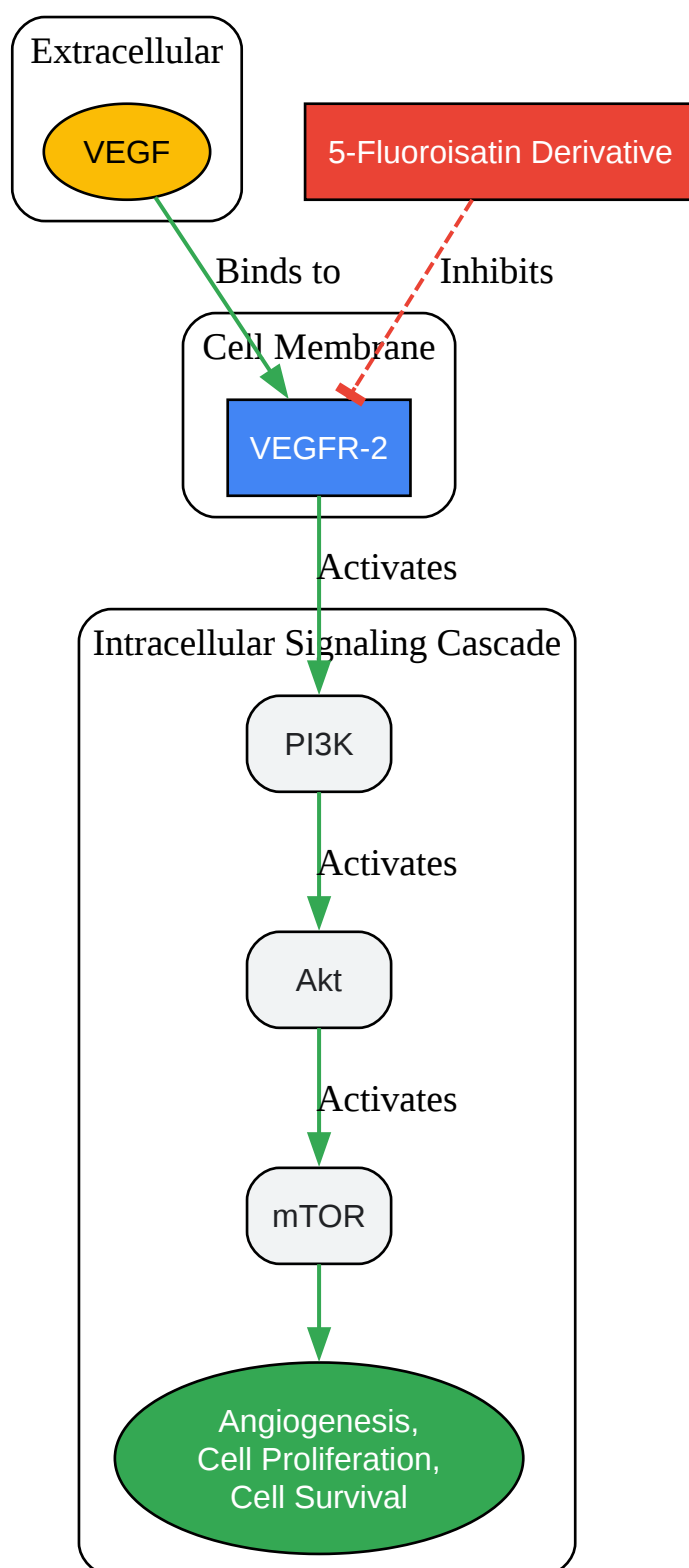 Extracellular
VEGF
5-Fluoroisatin Derivative
Binds to
Inhibits
Cell Membrane
VEGFR-2
Activates
Intracellular Signaling Cascade
PI3K
Activates
Akt
Activates
mTOR
Angiogenesis,
Cell Proliferation,
Cell Survival